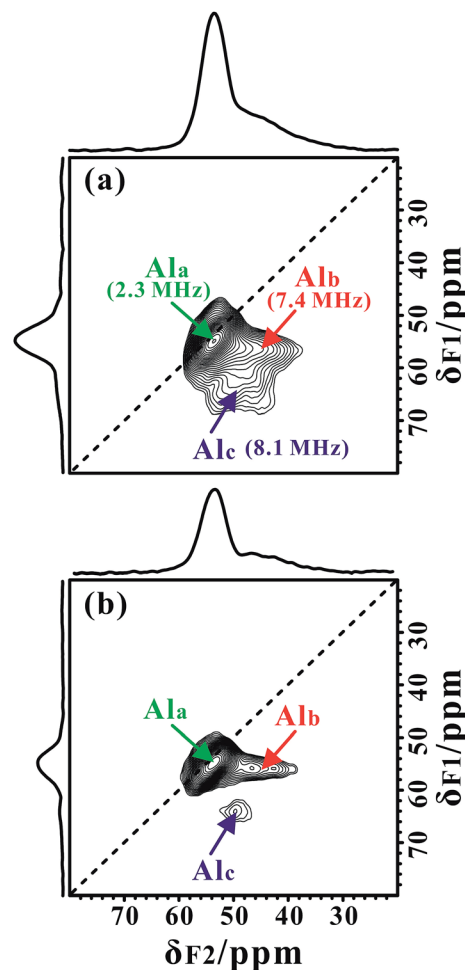 (a)
Ala
(2.3 MHz)
Alb
(7.4 MHz)
Alc (8.1 MHz)
30
40
50
60
70
δF1/ppm
(b)
Ala
Alb
Alc
30
40
50
60
70
δF1/ppm
70 60 50 40 30
δF2/ppm